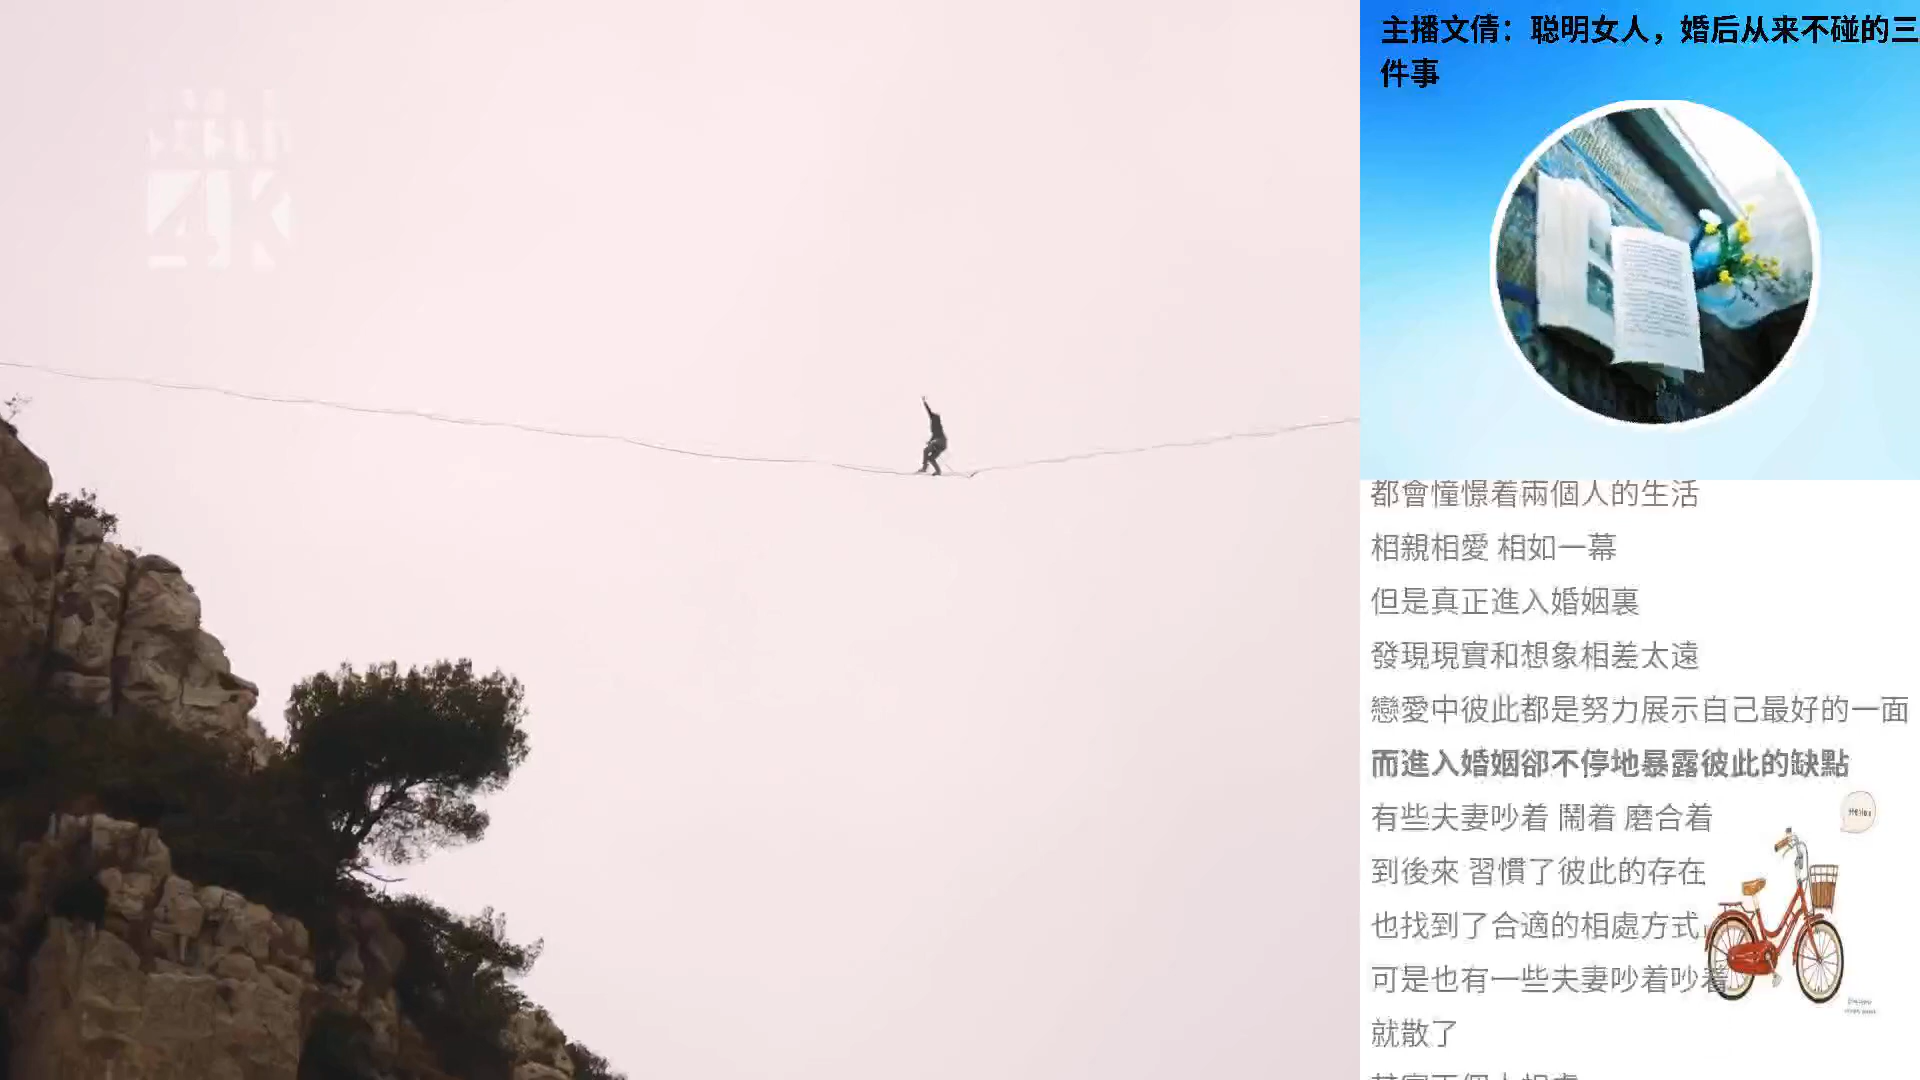 主播文倩：聪明女人，婚后从来不碰的三
件事
都會憧憬着兩個人的生活
相親相愛 相如一幕
但是真正進入婚姻裏
發現現實和想象相差太遠
戀愛中彼此都是努力展示自己最好的一面
而進入婚姻卻不停地暴露彼此的缺點
有些夫妻吵着 鬧着 磨合着
到後來 習慣了彼此的存在
也找到了合適的相處方式
可是也有一些夫妻吵着吵着
就散了
Hello
4K